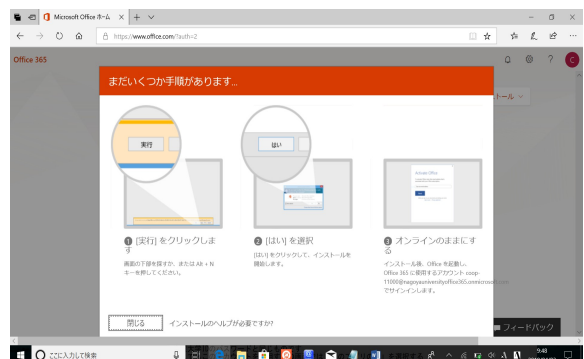 Microsoft Office ホーム
https://www.office.com/?auth=2
Office 365
まだいくつか手順があります...
トール
実行
はい
❶ [実行] をクリックしま
す
画面の下部を探すか、または Alt + N
キーを押してください。
❷ [はい] を選択
[はい] をクリックして、インストールを
開始します。
Activate Office
❸ オンラインのままにす
る
インストール後、Office を起動し、
Office 365 に使用するアカウント coop-
11000@nagoyauniversityoffice365.onmicrosoft.com
でサインインします。
閉じる
インストールのヘルプが必要ですか?
フィードバック
ここに入力して検索
9:48